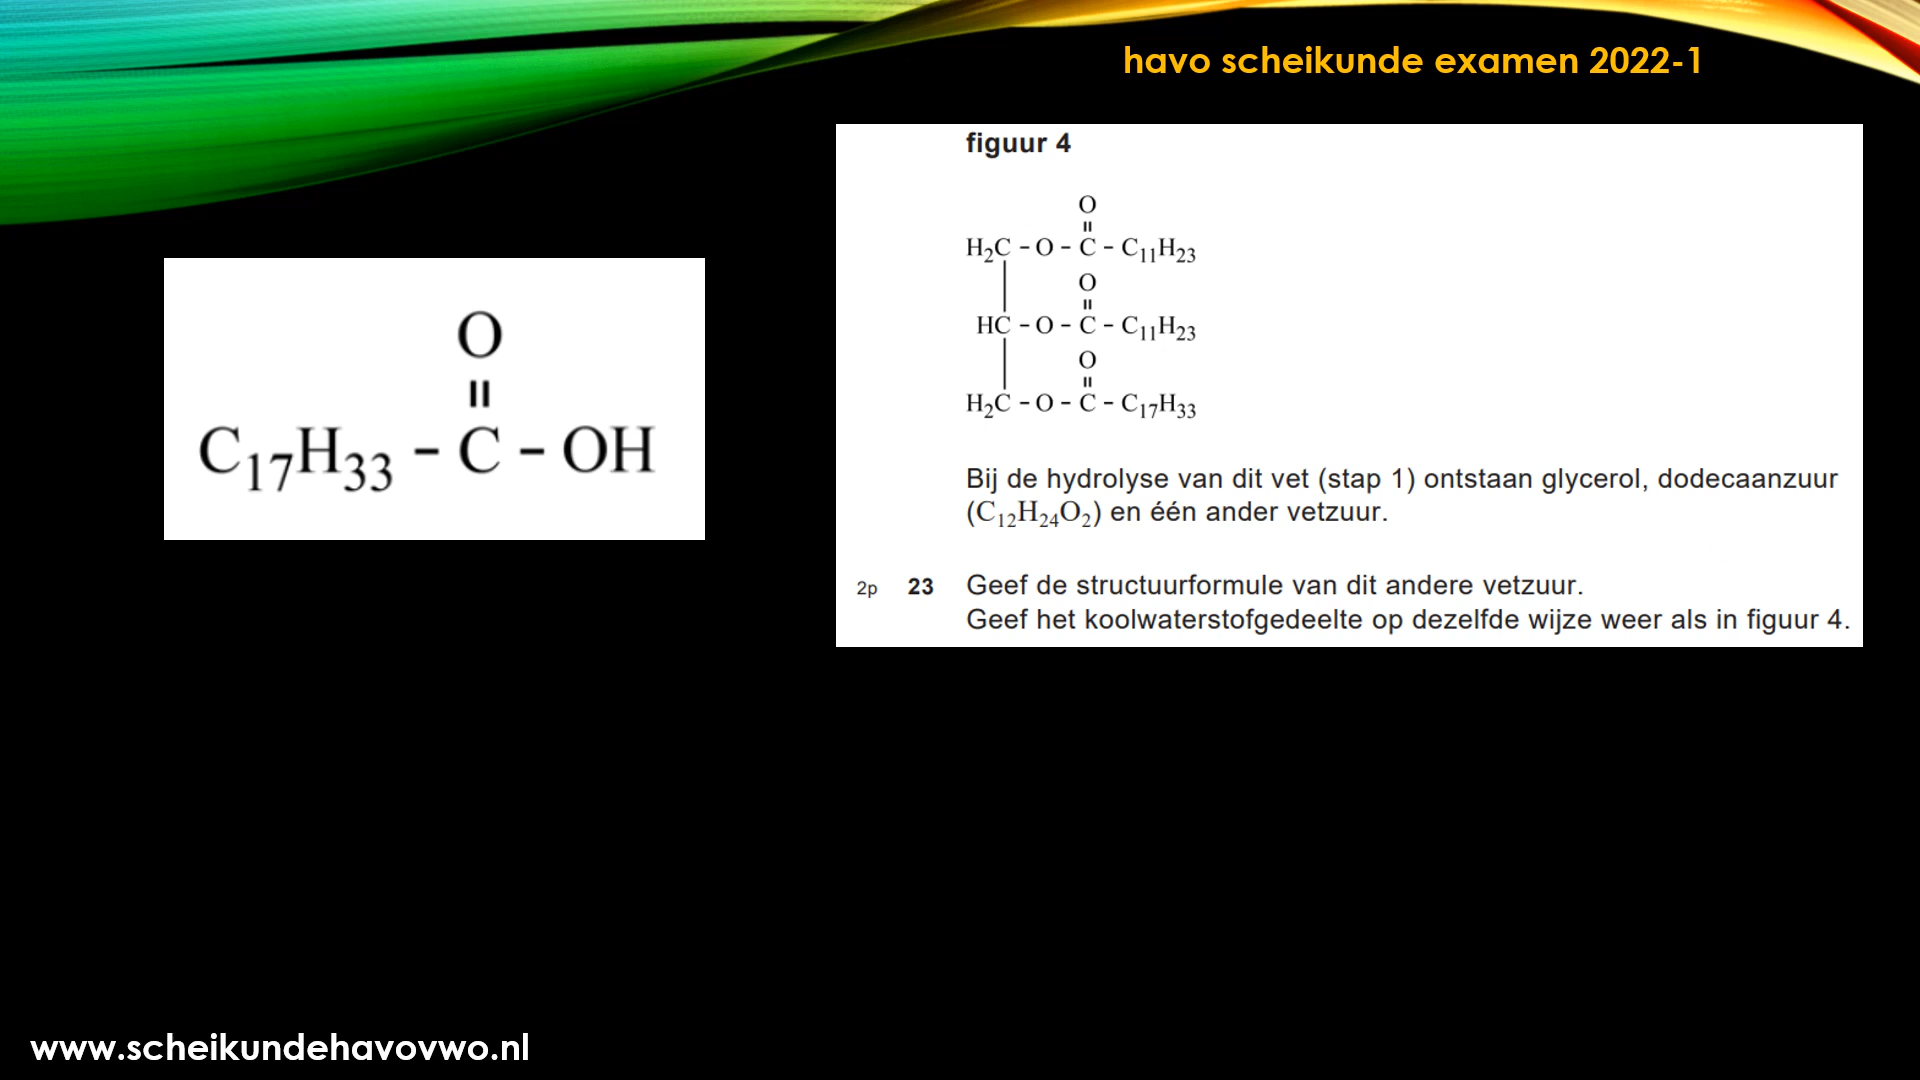 havo scheikunde examen 2022-1
O
||
C₁₇H₃₃ - C - OH
figuur 4
O
||
H₂C - O - C - C₁₁H₂₃
O
||
HC - O - C - C₁₁H₂₃
O
||
H₂C - O - C - C₁₇H₃₃
Bij de hydrolyse van dit vet (stap 1) ontstaan glycerol, dodecaanzuur
(C₁₂H₂₄O₂) en één ander vetzuur.
2p 23 Geef de structuurformule van dit andere vetzuur.
Geef het koolwaterstofgedeelte op dezelfde wijze weer als in figuur 4.
www.scheikundehavovwo.nl